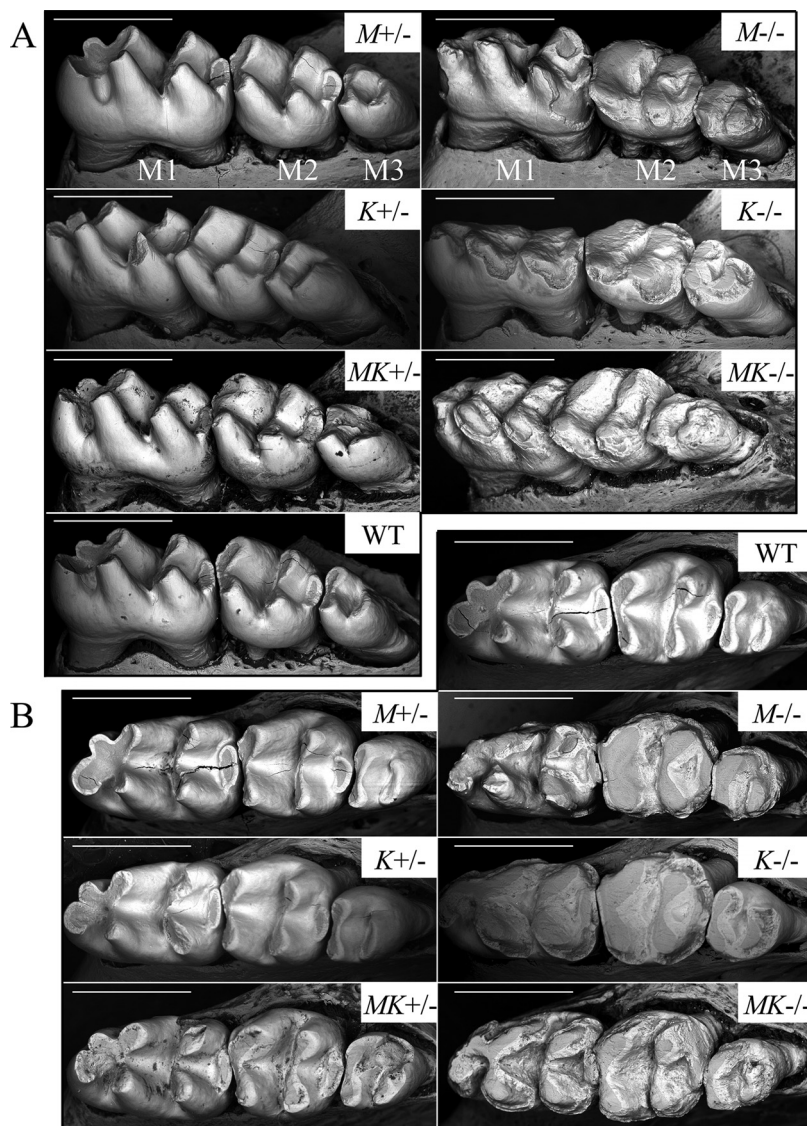 A
M+/-
M-/-
M1 M2 M3
M1 M2 M3
K+/-
K-/-
MK+/-
MK-/-
WT
WT
B
M+/-
M-/-
K+/-
K-/-
MK+/-
MK-/-